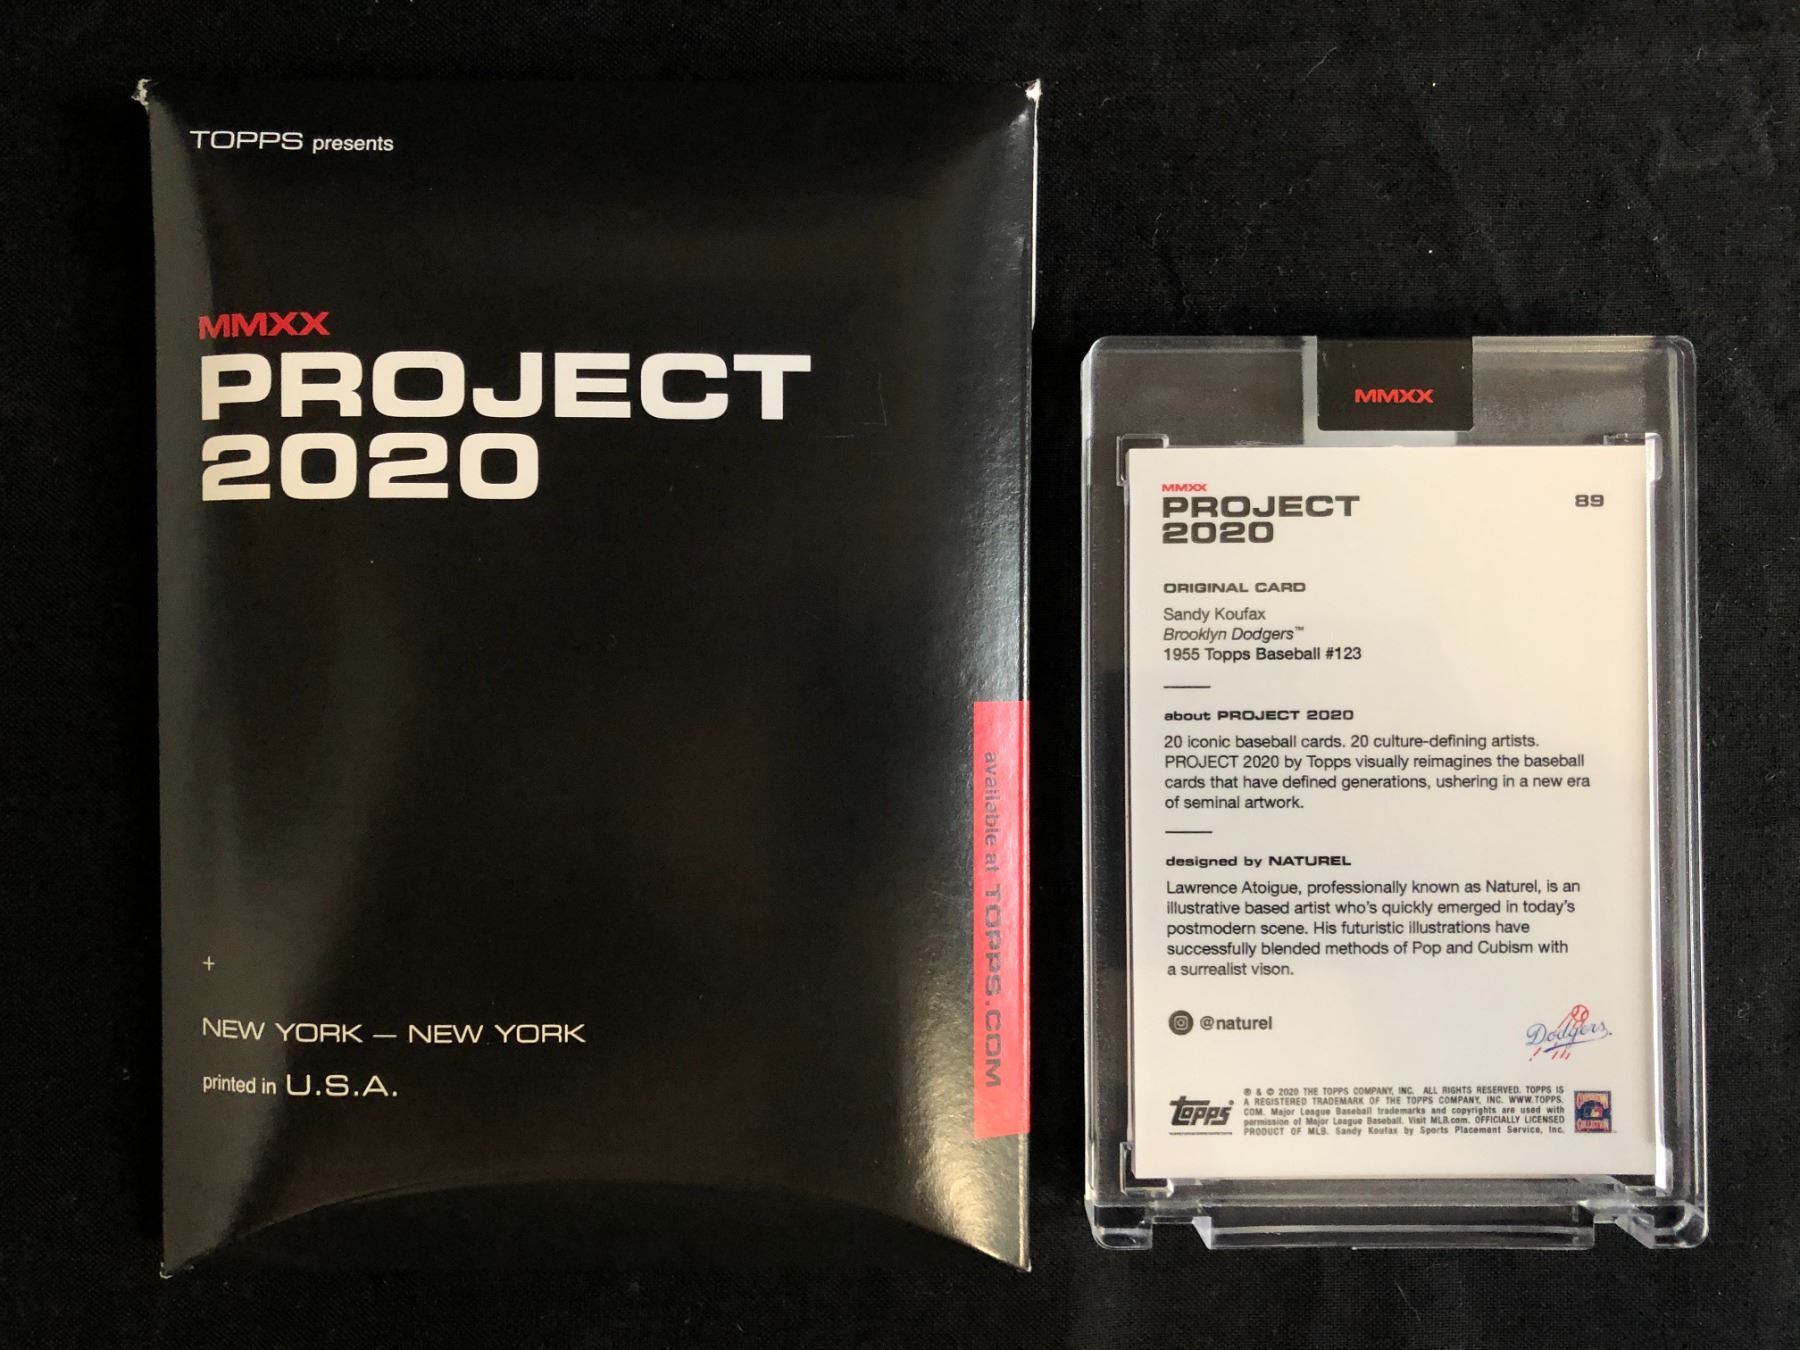 TOPPS presents
MMXX
PROJECT
2020
available at TOPPS.COM
+
NEW YORK – NEW YORK
printed in U.S.A.
MMXX
MMXX
PROJECT
2020
89
ORIGINAL CARD
Sandy Koufax
Brooklyn Dodgers™
1955 Topps Baseball #123
about PROJECT 2020
20 iconic baseball cards. 20 culture-defining artists.
PROJECT 2020 by Topps visually reimagines the baseball
cards that have defined generations, ushering in a new era
of seminal artwork.
designed by NATUREL
Lawrence Atoigue, professionally known as Naturel, is an
illustrative based artist who's quickly emerged in today's
postmodern scene. His futuristic illustrations have
successfully blended methods of Pop and Cubism with
a surrealist vison.
@naturel
Dodgers
topps
® & © 2020 THE TOPPS COMPANY, INC. ALL RIGHTS RESERVED. TOPPS IS
A REGISTERED TRADEMARK OF THE TOPPS COMPANY, INC. WWW.TOPPS.
COM. Major League Baseball trademarks and copyrights are used with
permission of Major League Baseball. Visit MLB.com. OFFICIALLY LICENSED
PRODUCT OF MLB. Sandy Koufax by Sports Placement Service, Inc.
COLLECTION